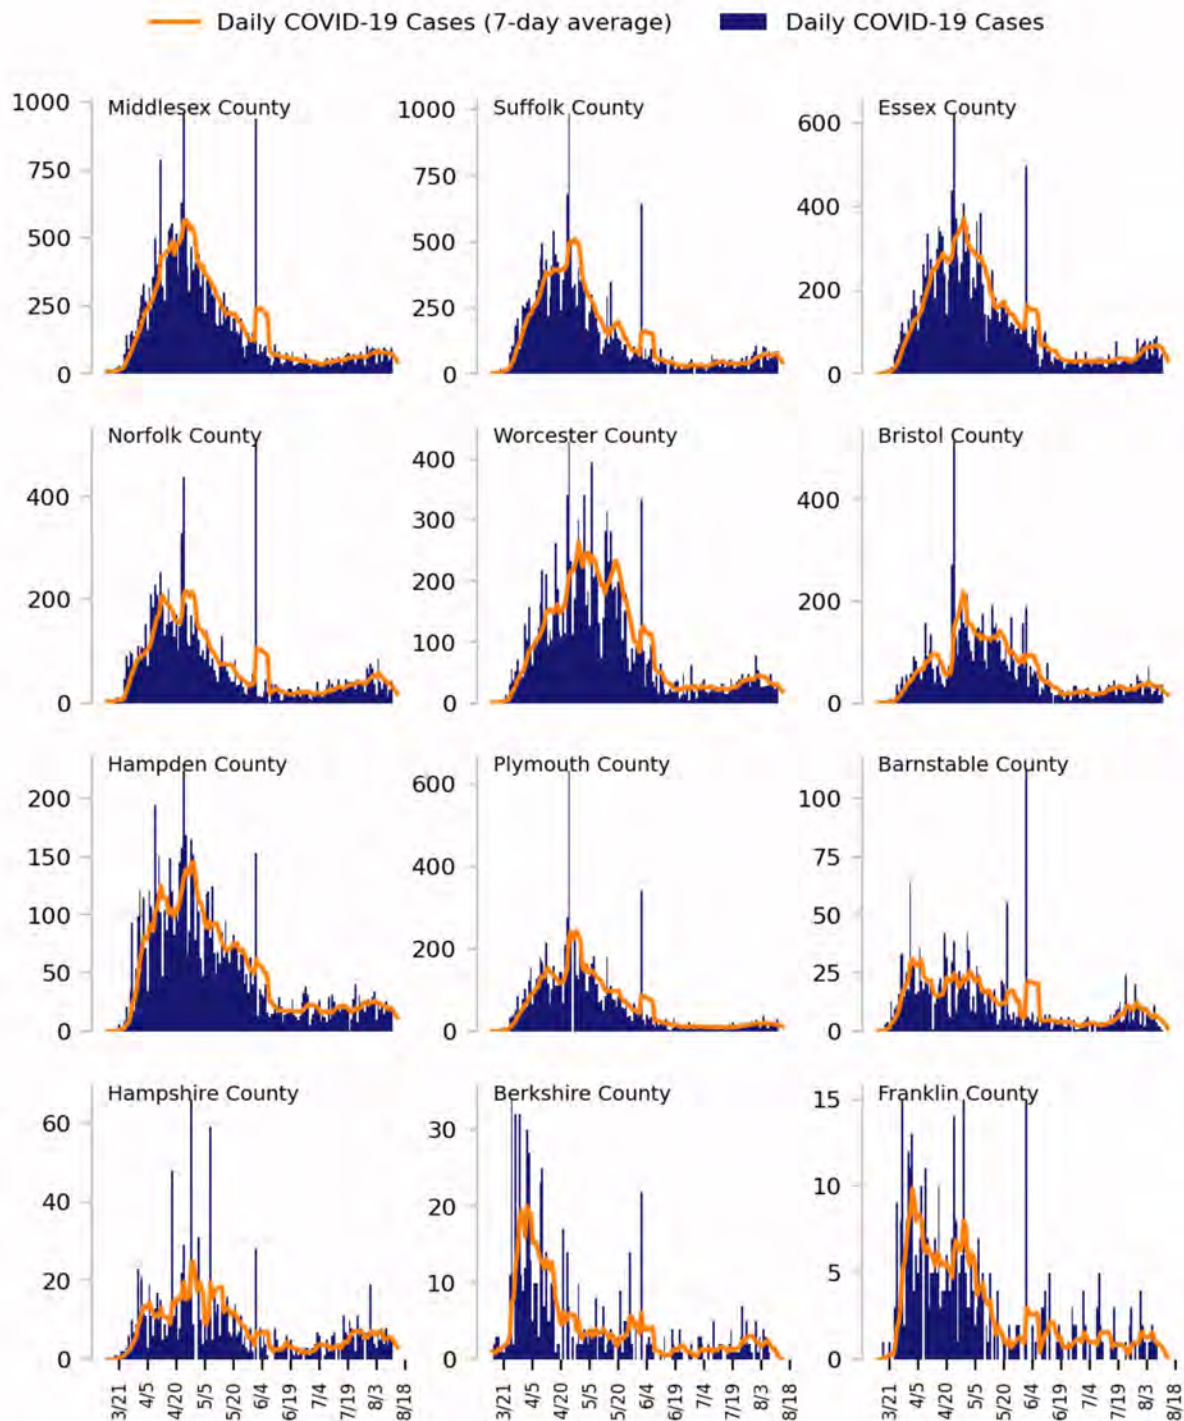 Daily COVID-19 Cases (7-day average) Daily COVID-19 Cases
Middlesex County Suffolk County Essex County
1000 1000 600
750 750 400
500 500 200
250 250 0
0 0
Norfolk County Worcester County Bristol County
400 400 400
200 300 200
0 200 0
100
0
Hampden County Plymouth County Barnstable County
200 600 100
150 400 75
100 200 50
50 0 25
0 0
Hampshire County Berkshire County Franklin County
60 30 15
40 20 10
20 10 5
0 0 0
3/21 4/5 4/20 5/5 5/20 6/4 6/19 7/4 7/19 8/3 8/18
3/21 4/5 4/20 5/5 5/20 6/4 6/19 7/4 7/19 8/3 8/18
3/21 4/5 4/20 5/5 5/20 6/4 6/19 7/4 7/19 8/3 8/18